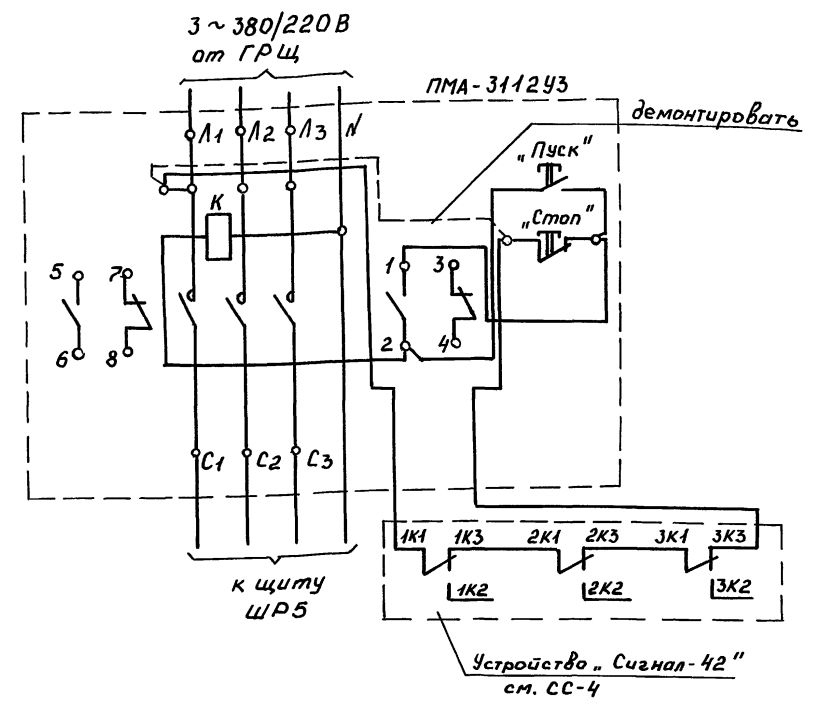 3 ~ 380/220 В
от ГРЩ
ПМА-3112У3
демонтировать
Л1 Л2 Л3 N
„Пуск"
К
„Стоп"
5 7 1 3
6 8 2 4
С1 С2 С3
1К1 1К3 2К1 2К3 3К1 3К3
1К2 2К2 3К2
к щиту
ШР5
Устройство „Сигнал-42"
см. СС-4